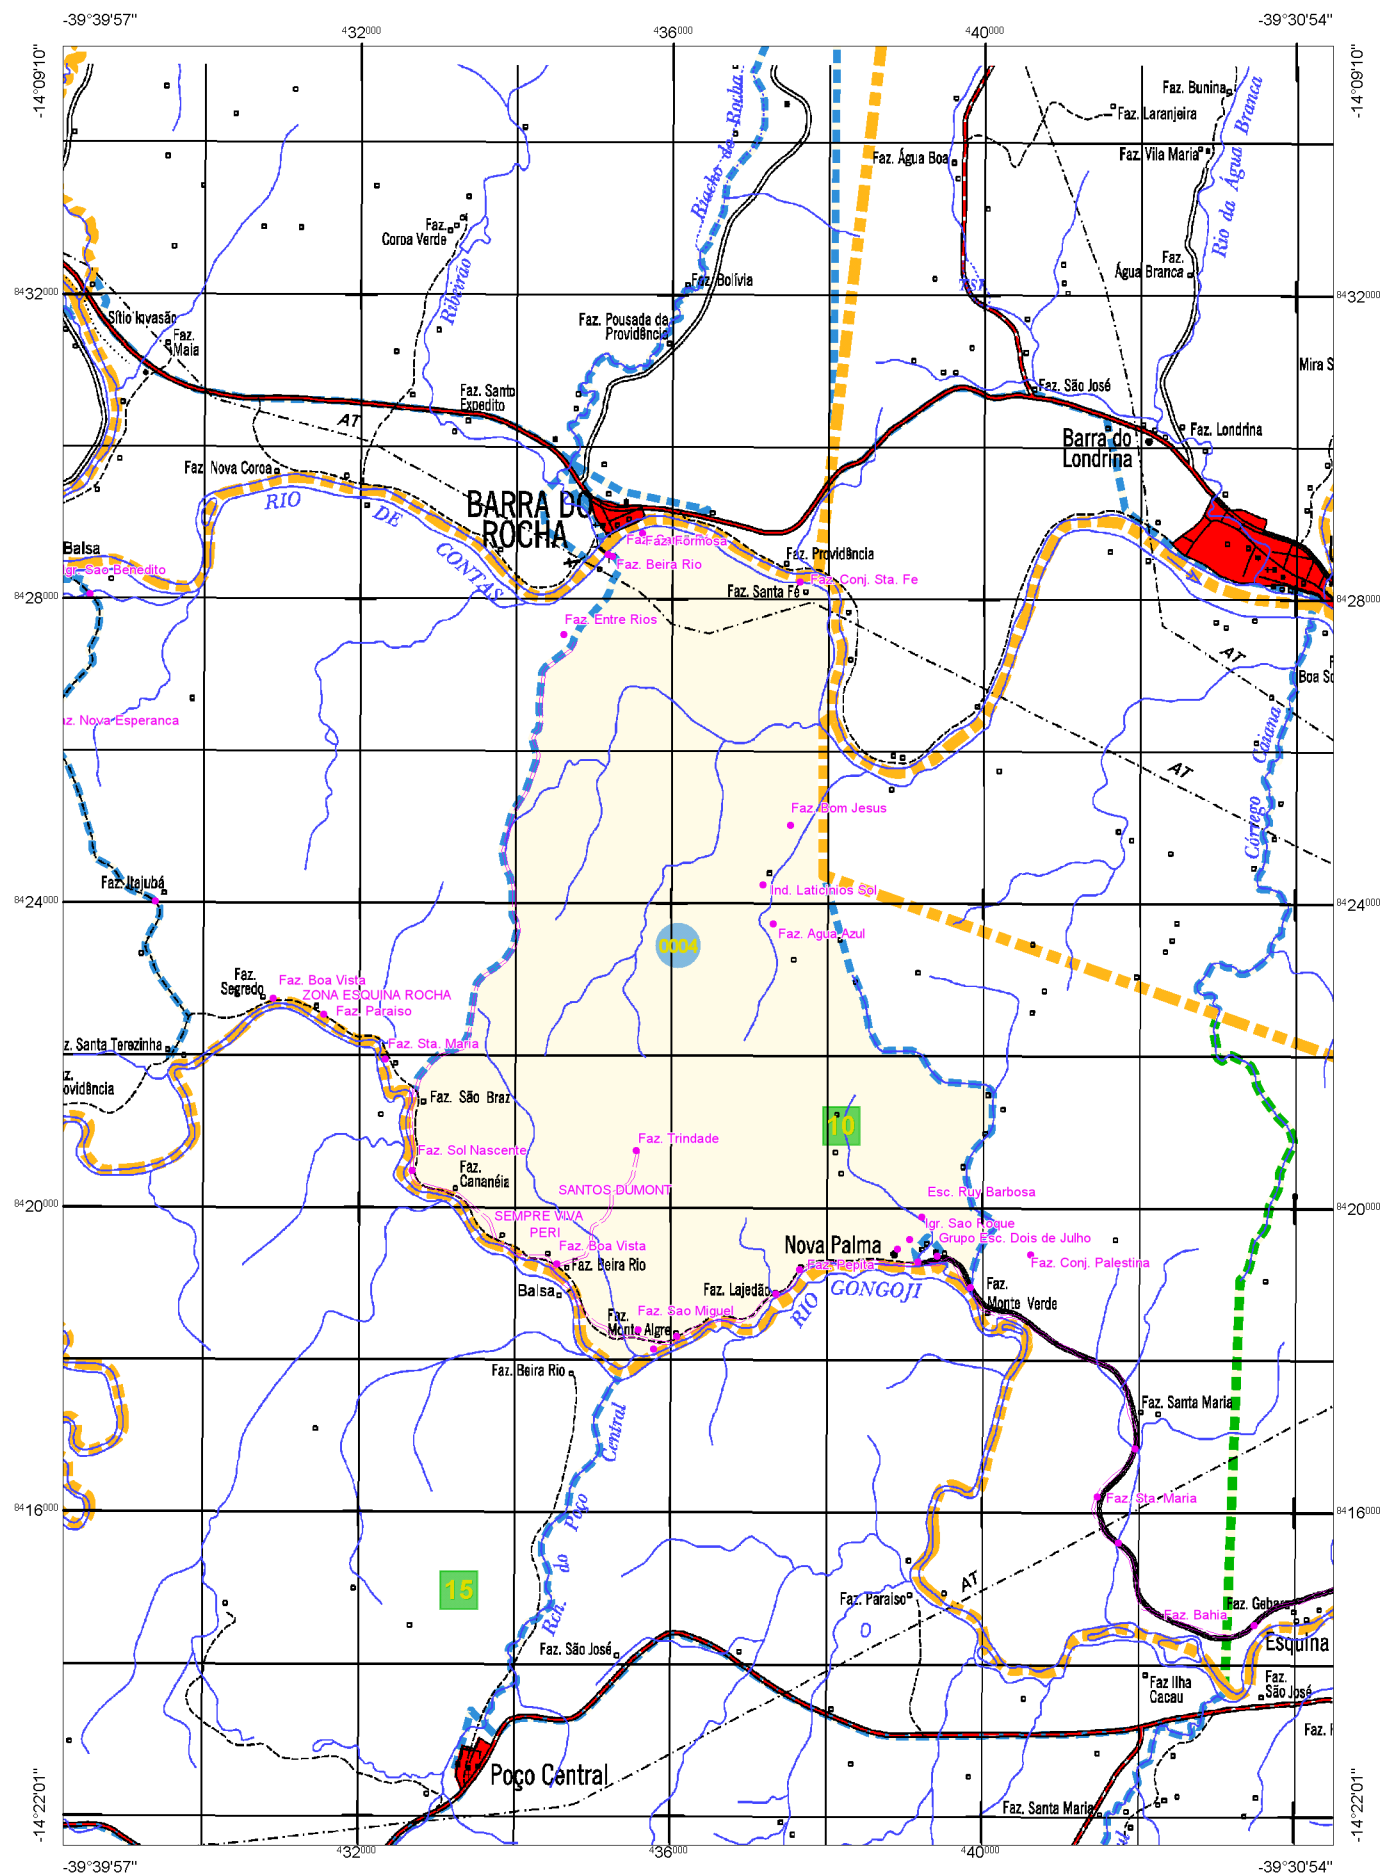 -39°39'57"
-39°30'54"
432000
436000
440000
-14°09'10"
-14°09'10"
Faz. Bunina
Faz. Laranjeira
Riacho do Rocha
Rio da Água Branca
Faz. Água Boa
Faz. Vila Maria
Faz.
Coroa Verde
Faz.
Água Branca
Ribeirão
Faz. Bolívia
8432000
8432000
Sítio Invasão
Faz.
Maia
Faz. Pousada da
Providência
Mira S
Faz. Santo
Expedito
Faz. São José
AT
Barra do
Londrina
Faz. Londrina
Faz. Nova Coroa
RIO
DE
CONTAS
BARRA DO
ROCHA
Faz. Formosa
Balsa
Faz. Providência
Faz. Beira Rio
gr. Sao Benedito
Faz. Conj. Sta. Fe
Faz. Santa Fé
8428000
8428000
Faz. Entre Rios
AT
Boa So
az. Nova Esperanca
Córrego Caiana
AT
Faz. Bom Jesus
Faz. Itajubá
Ind. Laticinios Sol
8424000
8424000
Faz. Agua Azul
0004
Faz.
Segredo
Faz. Boa Vista
ZONA ESQUINA ROCHA
Faz. Paraiso
z. Santa Terezinha
Faz. Sta. Maria
z.
ovidência
Faz. São Braz
10
Faz. Trindade
Faz. Sol Nascente
Faz.
Cananéia
SANTOS DUMONT
Esc. Ruy Barbosa
8420000
8420000
SEMPRE VIVA
PERI
Igr. Sao Roque
Nova Palma
Grupo Esc. Dois de Julho
Faz. Boa Vista
Faz. Beira Rio
Faz. Pepita
Faz. Conj. Palestina
Balsa
Faz. Lajedão
RIO GONGOJI
Faz.
Monte Verde
Faz. Sao Miguel
Faz.
Monte Algre
Faz. Beira Rio
Faz. Santa Maria
Rch. do Poço Central
8416000
8416000
Faz. Sta. Maria
AT
15
Faz. Paraiso
Faz. Bahia
Faz. Geba
Faz. São José
Esquina
Faz Ilha
Cacau
Faz.
São José
Faz.
Poço Central
Faz. Santa Maria
-14°22'01"
-14°22'01"
432000
436000
440000
-39°39'57"
-39°30'54"